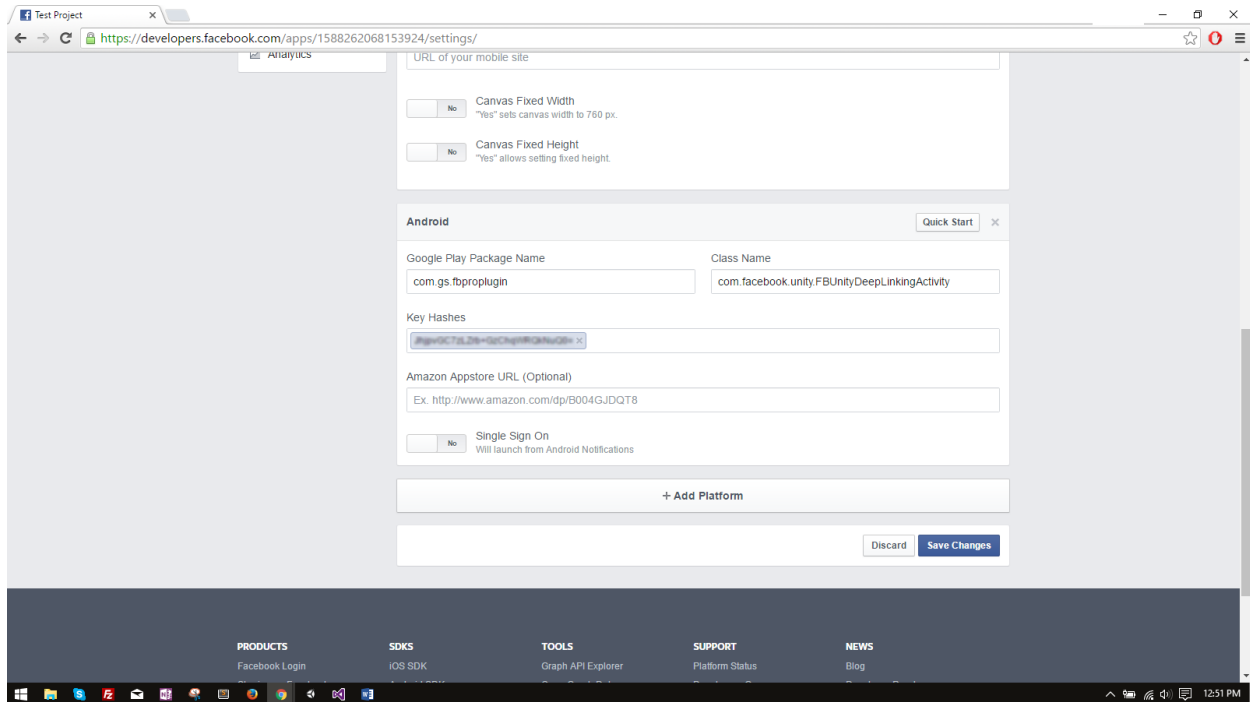 Test Project
https://developers.facebook.com/apps/1588262068153924/settings/
Analytics
URL of your mobile site
No
Canvas Fixed Width
"Yes" sets canvas width to 760 px.
No
Canvas Fixed Height
"Yes" allows setting fixed height.
Android
Quick Start
Google Play Package Name
Class Name
com.gs.fbproplugin
com.facebook.unity.FBUnityDeepLinkingActivity
Key Hashes
Amazon Appstore URL (Optional)
Ex. http://www.amazon.com/dp/B004GJDQT8
No
Single Sign On
Will launch from Android Notifications
+ Add Platform
Discard
Save Changes
PRODUCTS SDKS TOOLS SUPPORT NEWS
Facebook Login iOS SDK Graph API Explorer Platform Status Blog
12:51 PM